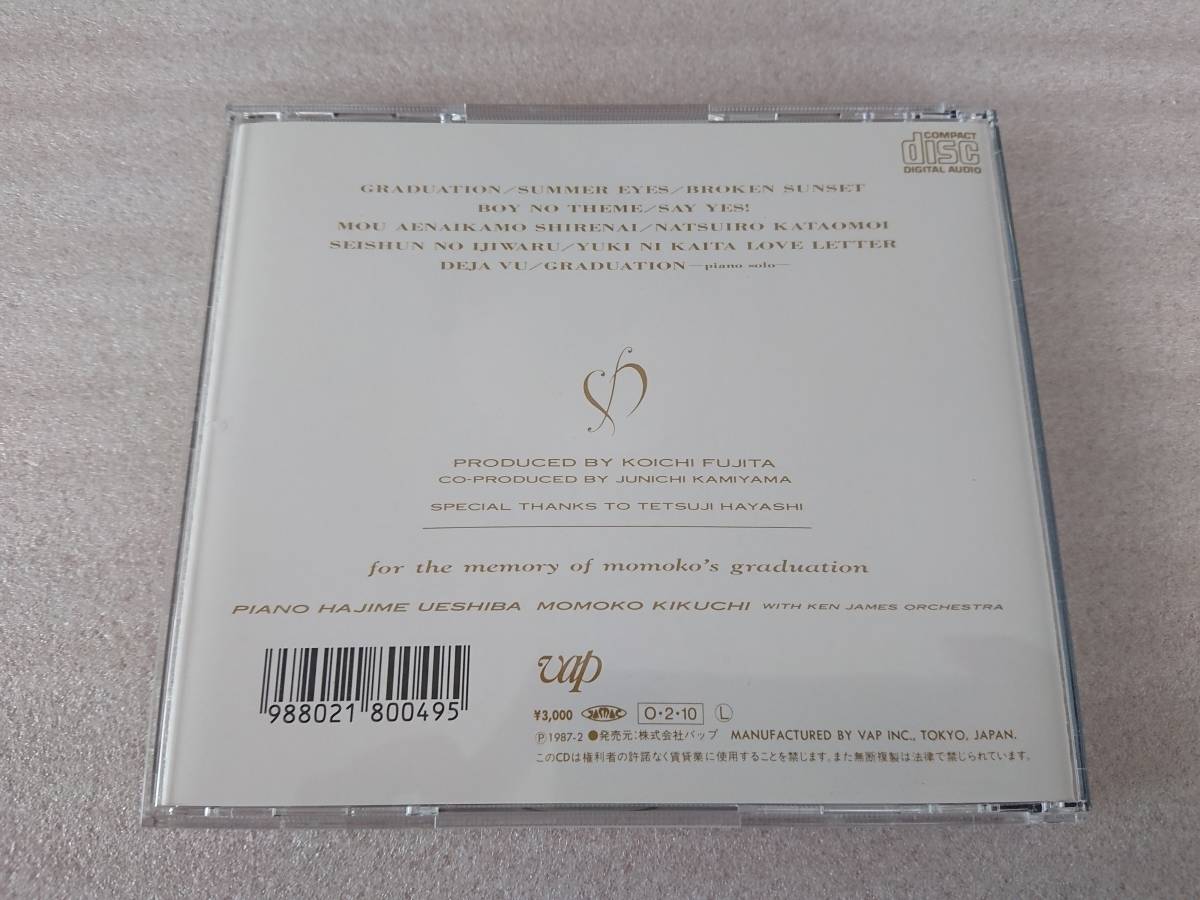 COMPACT
disc
DIGITAL AUDIO
GRADUATION/SUMMER EYES/BROKEN SUNSET
BOY NO THEME/SAY YES!
MOU AENAIKAMO SHIRENAI/NATSUIRO KATAOMOI
SEISHUN NO IJIWARU/YUKI NI KAITA LOVE LETTER
DEJA VU/GRADUATION—piano solo—
PRODUCED BY KOICHI FUJITA
CO-PRODUCED BY JUNICHI KAMIYAMA
SPECIAL THANKS TO TETSUJI HAYASHI
for the memory of momoko's graduation
PIANO HAJIME UESHIBA MOMOKO KIKUCHI WITH KEN JAMES ORCHESTRA
988021 800495
vap
¥3,000 JASRAC O・2・10 Ⓛ
Ⓟ1987-2 ●発売元:株式会社バップ MANUFACTURED BY VAP INC., TOKYO, JAPAN.
このCDは権利者の許諾なく賃貸業に使用することを禁じます。また無断複製は法律で禁じられています。